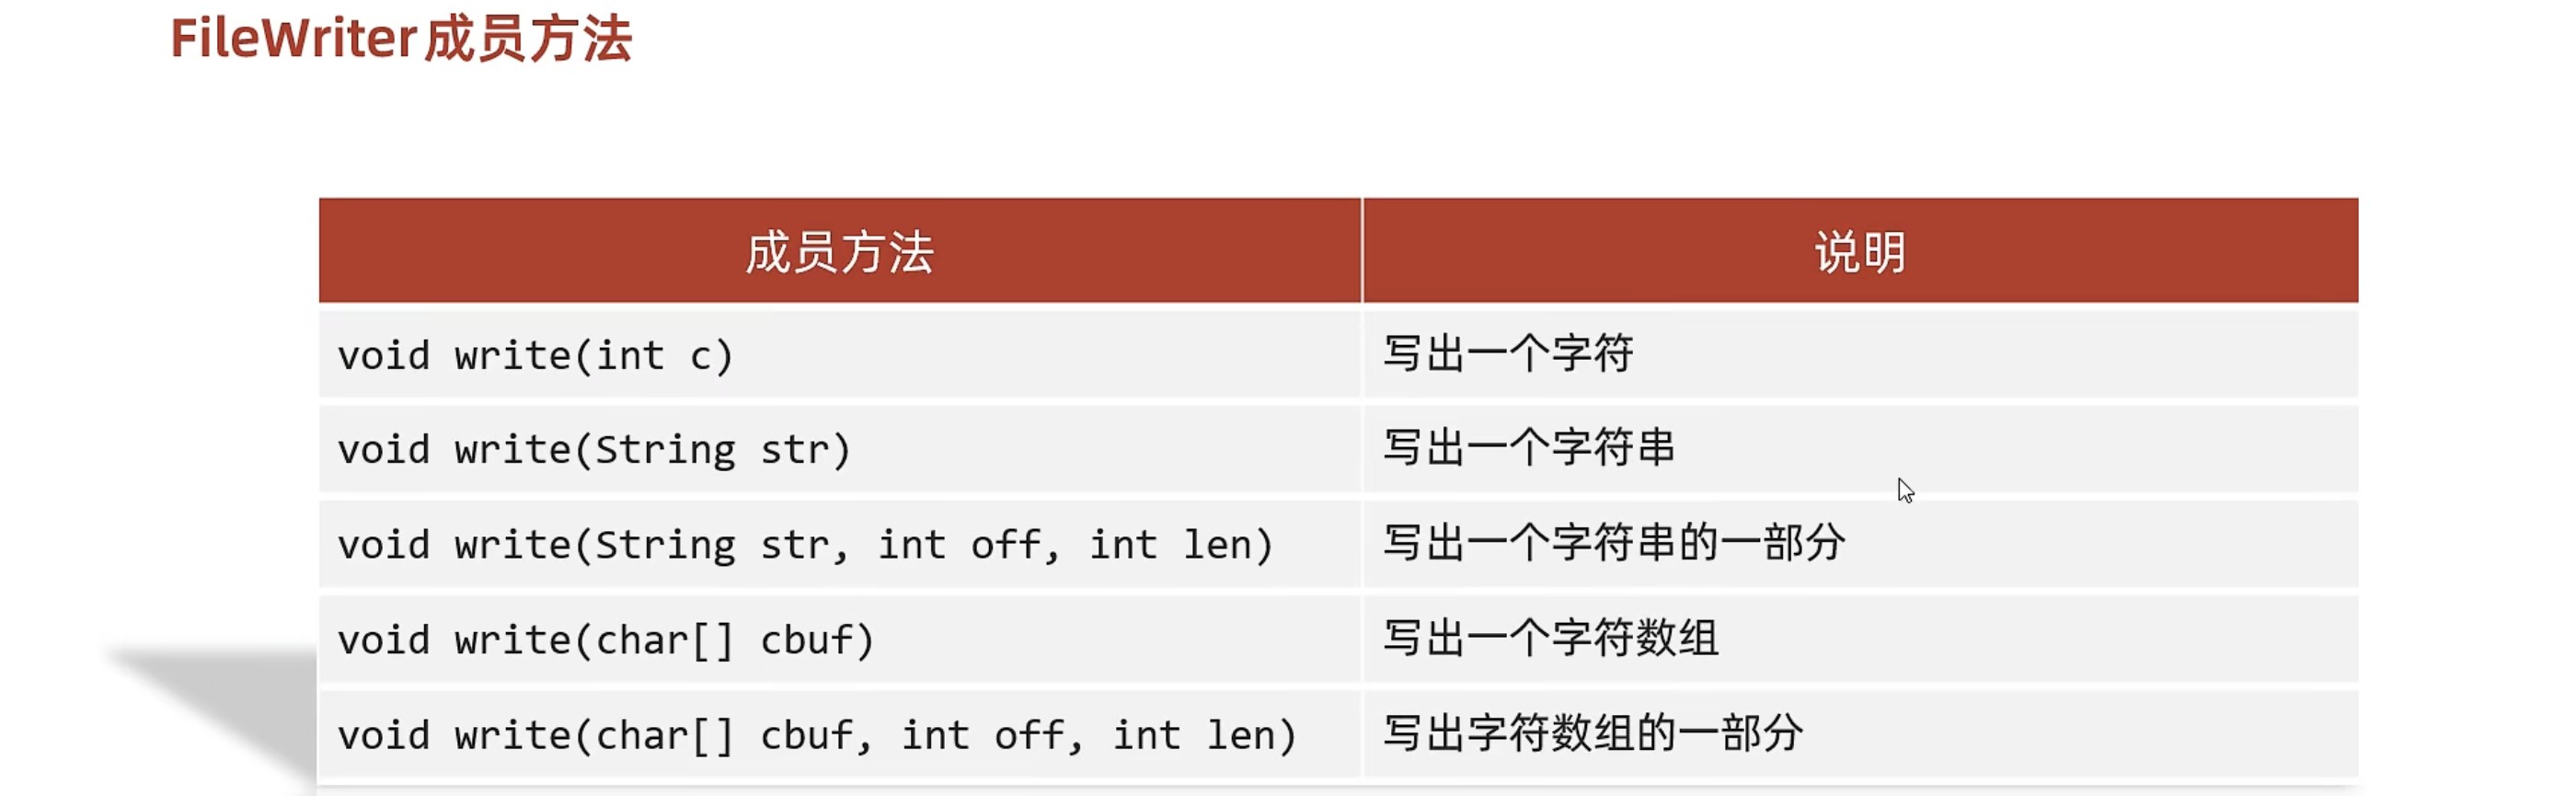 FileWriter成员方法
成员方法 说明
void write(int c) 写出一个字符
void write(String str) 写出一个字符串
void write(String str, int off, int len) 写出一个字符串的一部分
void write(char[] cbuf) 写出一个字符数组
void write(char[] cbuf, int off, int len) 写出字符数组的一部分